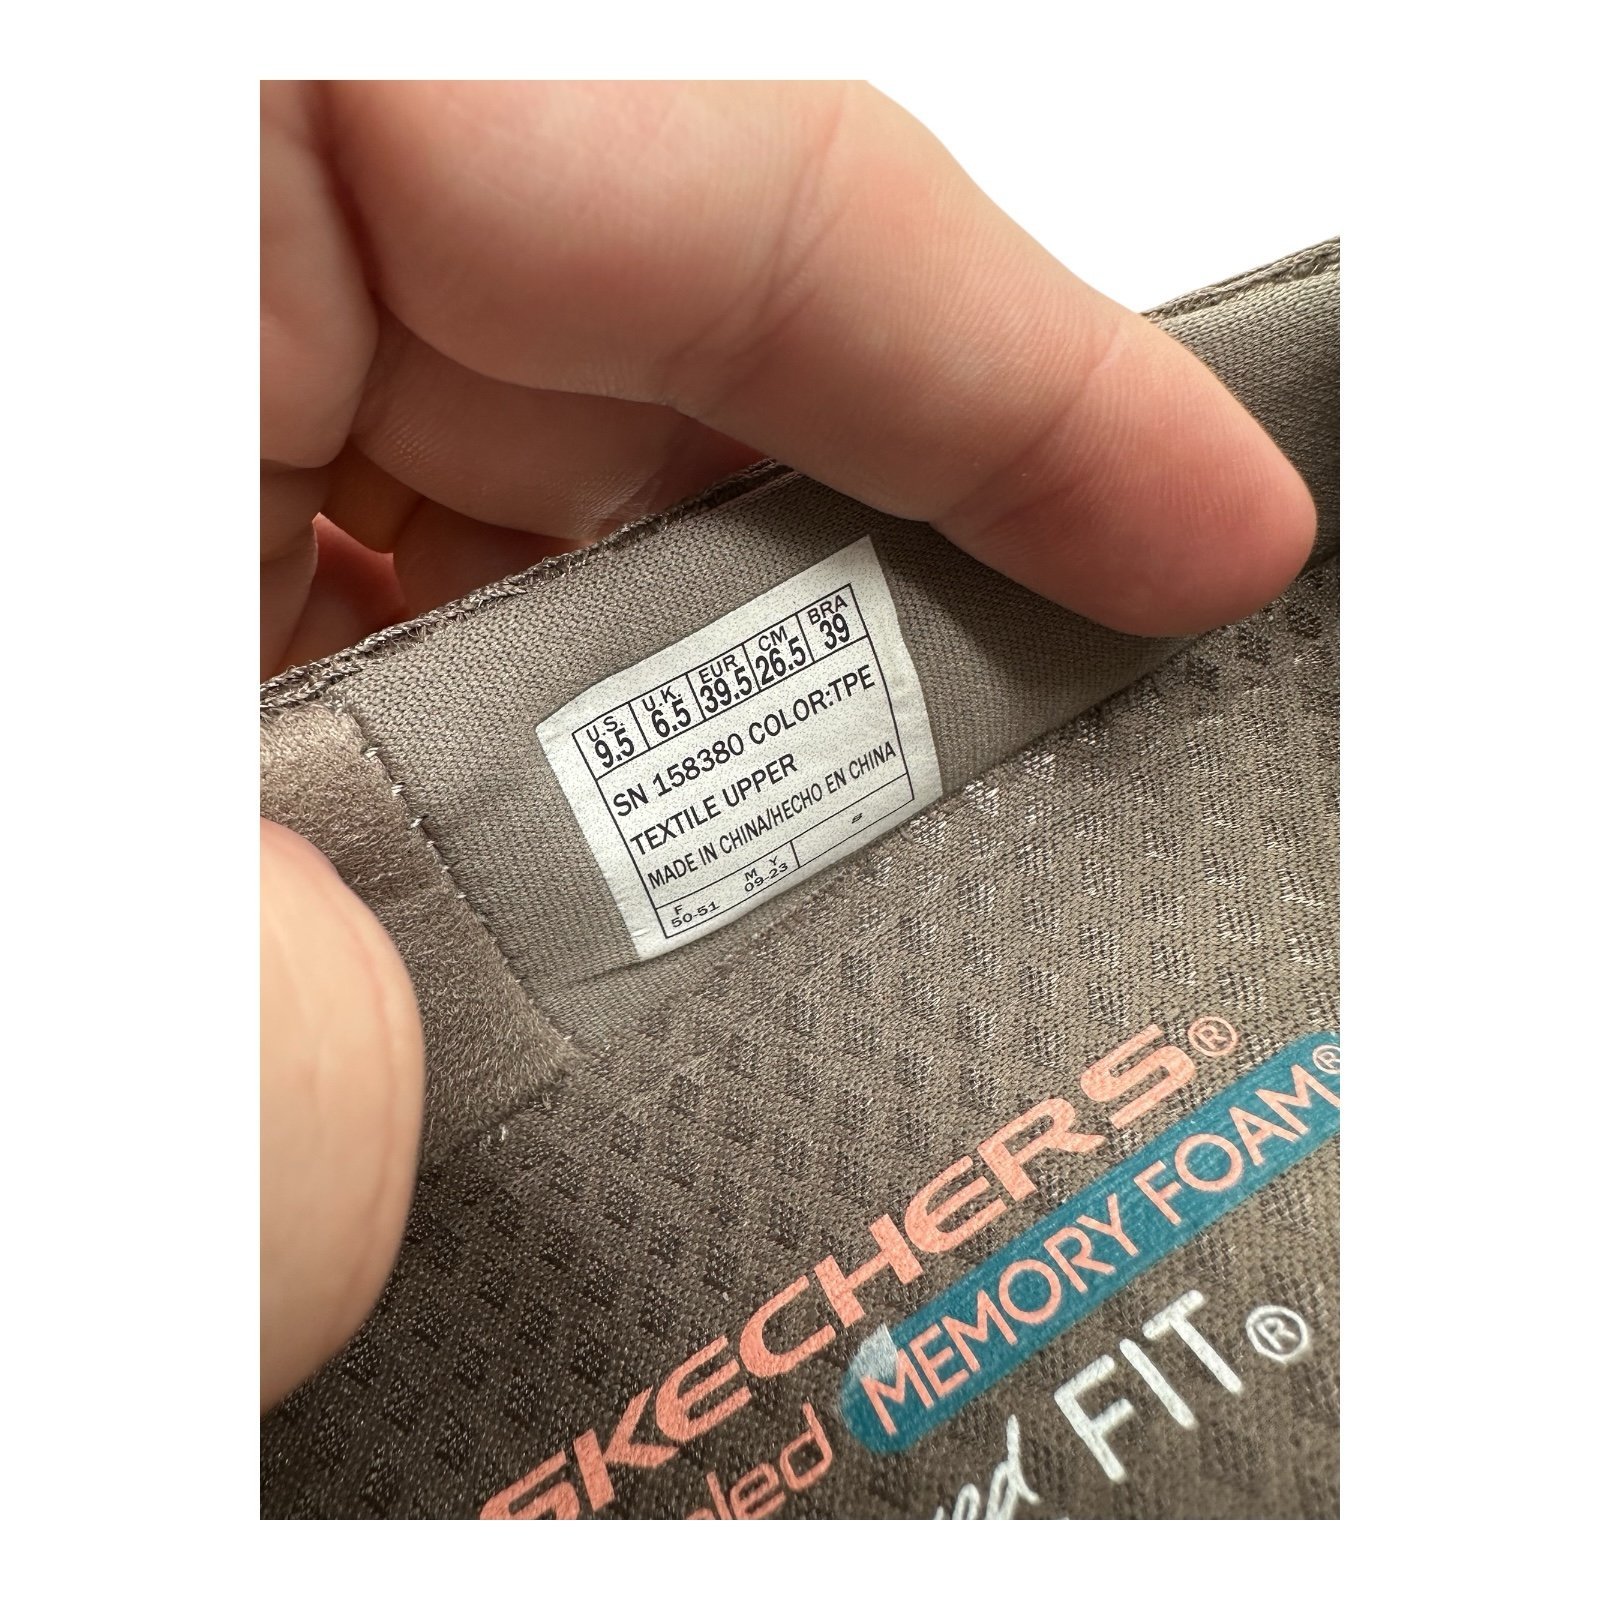 U.S. U.K. EUR CM BRA
9.5 6.5 39.5 26.5 39
SN 158380 COLOR:TPE
TEXTILE UPPER
MADE IN CHINA/HECHO EN CHINA
F M Y
50-51 09-23
SKECHERS®
MEMORY FOAM®
FIT®